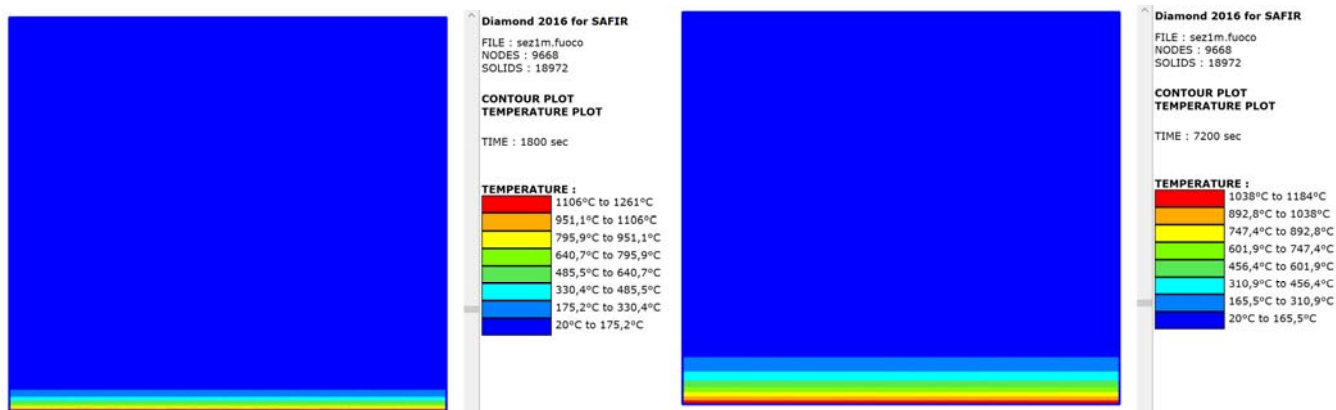 Diamond 2016 for SAFIR
FILE : sez1m.fuoco
NODES : 9668
SOLIDS : 18972
CONTOUR PLOT
TEMPERATURE PLOT
TIME : 1800 sec
TEMPERATURE :
1106°C to 1261°C
951,1°C to 1106°C
795,9°C to 951,1°C
640,7°C to 795,9°C
485,5°C to 640,7°C
330,4°C to 485,5°C
175,2°C to 330,4°C
20°C to 175,2°C
Diamond 2016 for SAFIR
FILE : sez1m.fuoco
NODES : 9668
SOLIDS : 18972
CONTOUR PLOT
TEMPERATURE PLOT
TIME : 7200 sec
TEMPERATURE :
1038°C to 1184°C
892,8°C to 1038°C
747,4°C to 892,8°C
601,9°C to 747,4°C
456,4°C to 601,9°C
310,9°C to 456,4°C
165,5°C to 310,9°C
20°C to 165,5°C